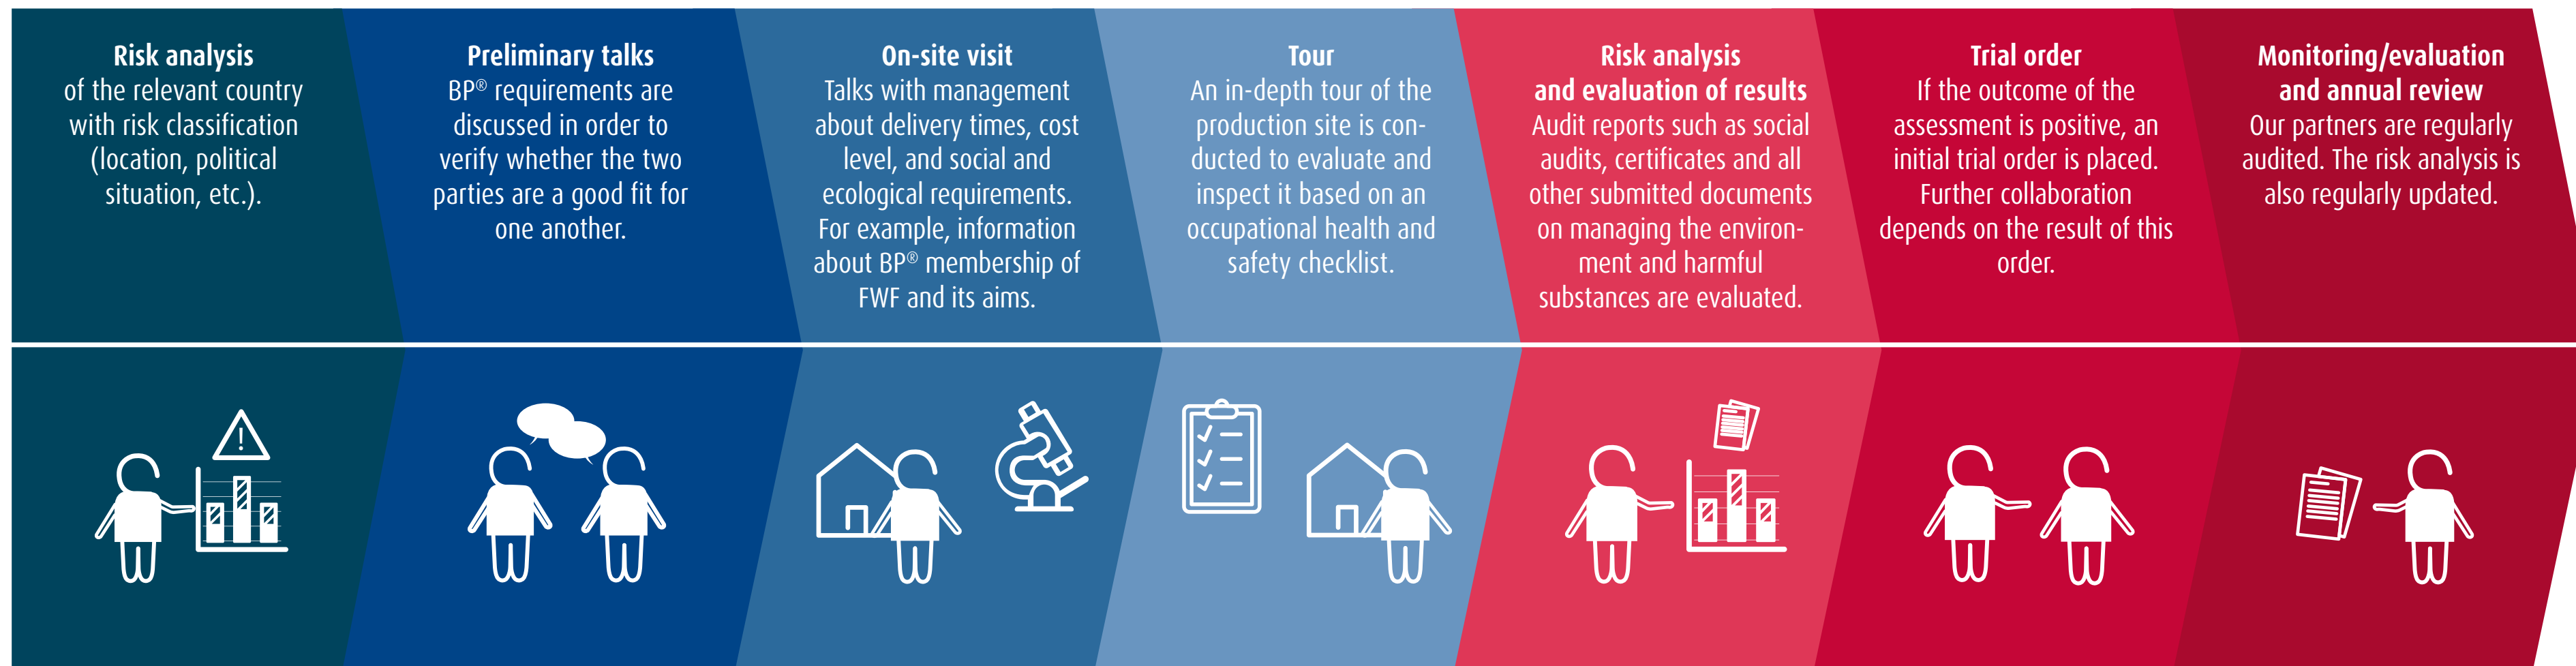 Risk analysis
of the relevant country
with risk classification
(location, political
situation, etc.).
Preliminary talks
BP® requirements are
discussed in order to
verify whether the two
parties are a good fit for
one another.
On-site visit
Talks with management
about delivery times, cost
level, and social and
ecological requirements.
For example, information
about BP® membership of
FWF and its aims.
Tour
An in-depth tour of the
production site is con-
ducted to evaluate and
inspect it based on an
occupational health and
safety checklist.
Risk analysis
and evaluation of results
Audit reports such as social
audits, certificates and all
other submitted documents
on managing the environ-
ment and harmful
substances are evaluated.
Trial order
If the outcome of the
assessment is positive, an
initial trial order is placed.
Further collaboration
depends on the result of this
order.
Monitoring/evaluation
and annual review
Our partners are regularly
audited. The risk analysis is
also regularly updated.